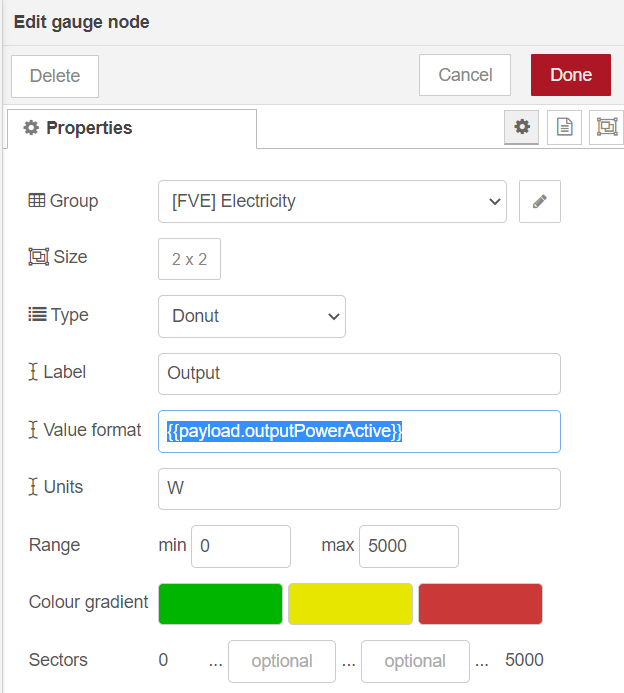 Edit gauge node
Delete Cancel Done
Properties
Group [FVE] Electricity
Size 2 x 2
Type Donut
Label Output
Value format {{payload.outputPowerActive}}
Units W
Range min 0 max 5000
Colour gradient
Sectors 0 ... optional ... optional ... 5000